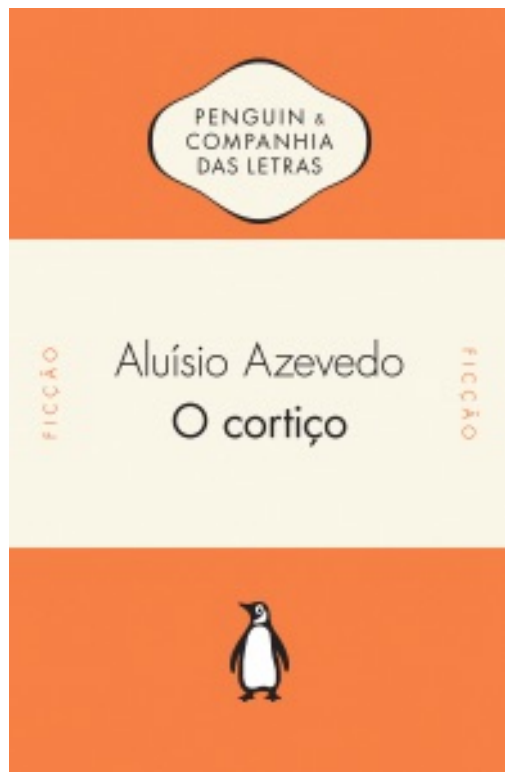 PENGUIN &
COMPANHIA
DAS LETRAS
Aluísio Azevedo
O cortiço
FICÇÃO
FICÇÃO